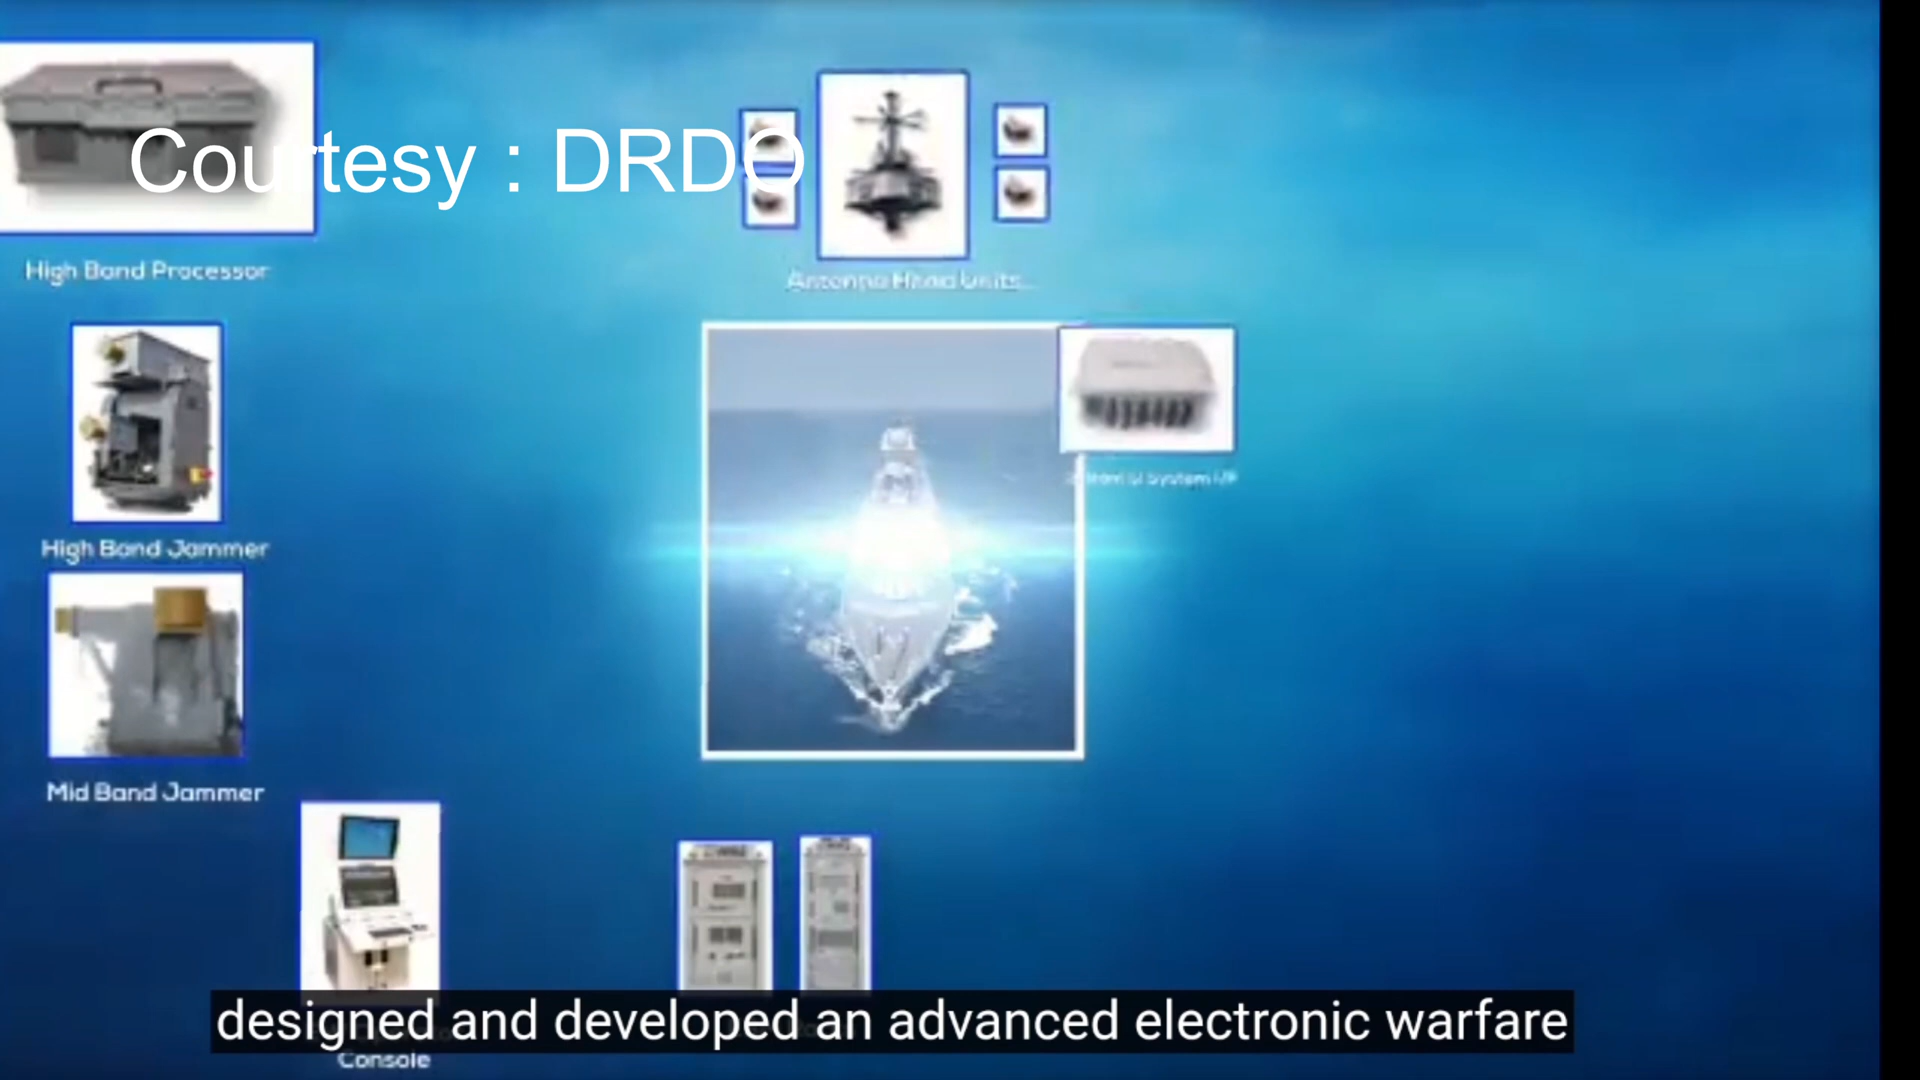 Courtesy : DRDO
High Band Processor
Antenna Head Units...
High Band Jammer
System I/F
Mid Band Jammer
designed and developed an advanced electronic warfare
Console